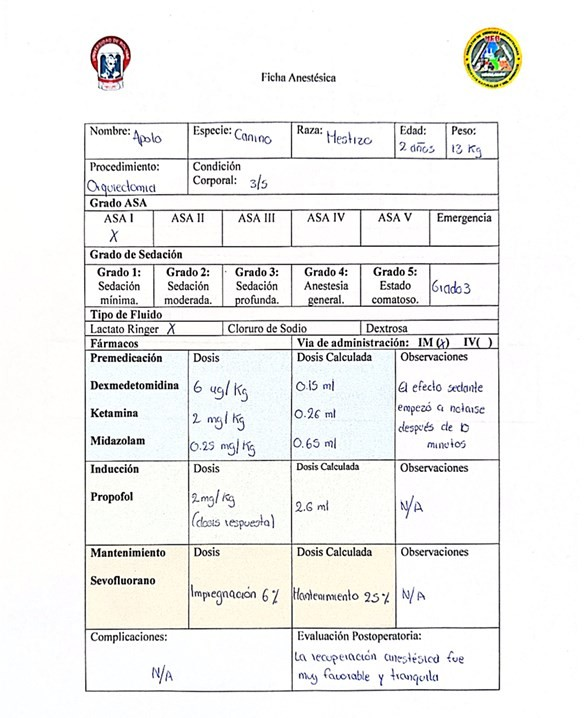 Ficha Anestésica
Nombre: Apolo Especie: Canino Raza: Mestizo Edad: 2 años Peso: 13 Kg
Procedimiento: Orquiectomia Condición Corporal: 3/5
Grado ASA
ASA I X ASA II ASA III ASA IV ASA V Emergencia
Grado de Sedación
Grado 1: Sedación mínima. Grado 2: Sedación moderada. Grado 3: Sedación profunda. Grado 4: Anestesia general. Grado 5: Estado comatoso. Grado 3
Tipo de Fluido
Lactato Ringer X Cloruro de Sodio Dextrosa
Fármacos Via de administración: IM (X) IV( )
Premedicación Dosis Dosis Calculada Observaciones
Dexmedetomidina 6 ug/Kg 0.15 ml El efecto sedante
Ketamina 2 mg/Kg 0.26 ml empezó a notarse
después de 10
Midazolam 0.25 mg/Kg 0.65 ml minutos
Inducción Dosis Dosis Calculada Observaciones
Propofol 2mg/Kg 2.6 ml N/A
(dosis respuesta)
Mantenimiento Dosis Dosis Calculada Observaciones
Sevofluorano
Impregnación 6% Mantenimiento 25% N/A
Complicaciones: Evaluación Postoperatoria:
N/A La recuperación anestésica fue
muy favorable y tranquila